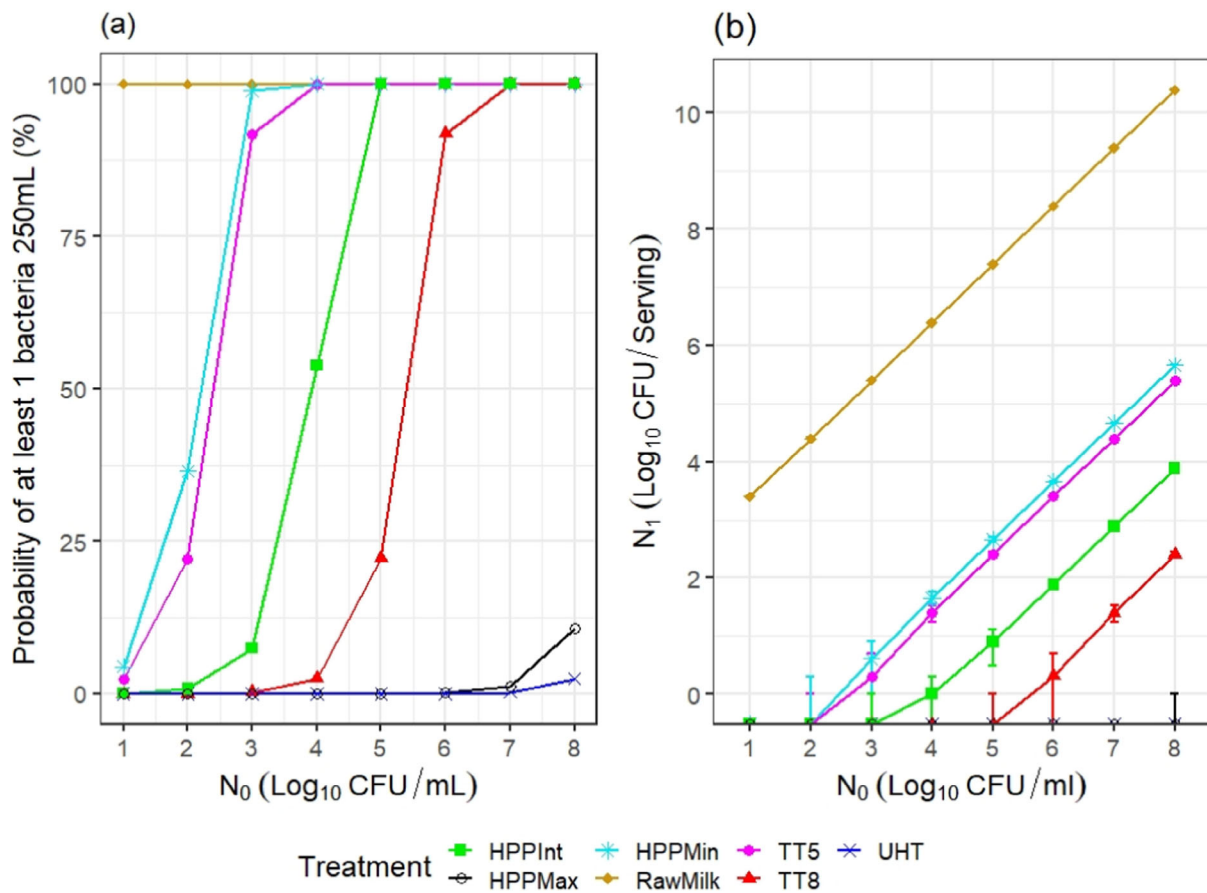 (a)
Probability of at least 1 bacteria 250mL (%)
100
75
50
25
0
1 2 3 4 5 6 7 8
N₀ (Log₁₀ CFU/mL)
(b)
N₁ (Log₁₀ CFU/Serving)
10
8
6
4
2
0
1 2 3 4 5 6 7 8
N₀ (Log₁₀ CFU/ml)
Treatment
HPPInt HPPMin TT5 UHT
HPPMax RawMilk TT8